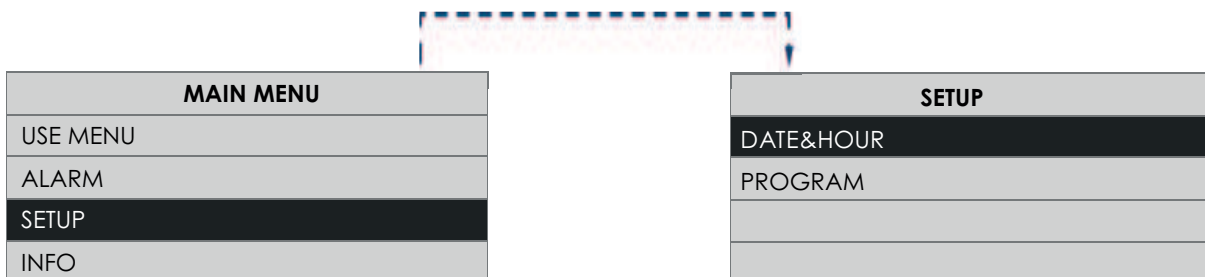 MAIN MENU
USE MENU
ALARM
SETUP
INFO
SETUP
DATE&HOUR
PROGRAM